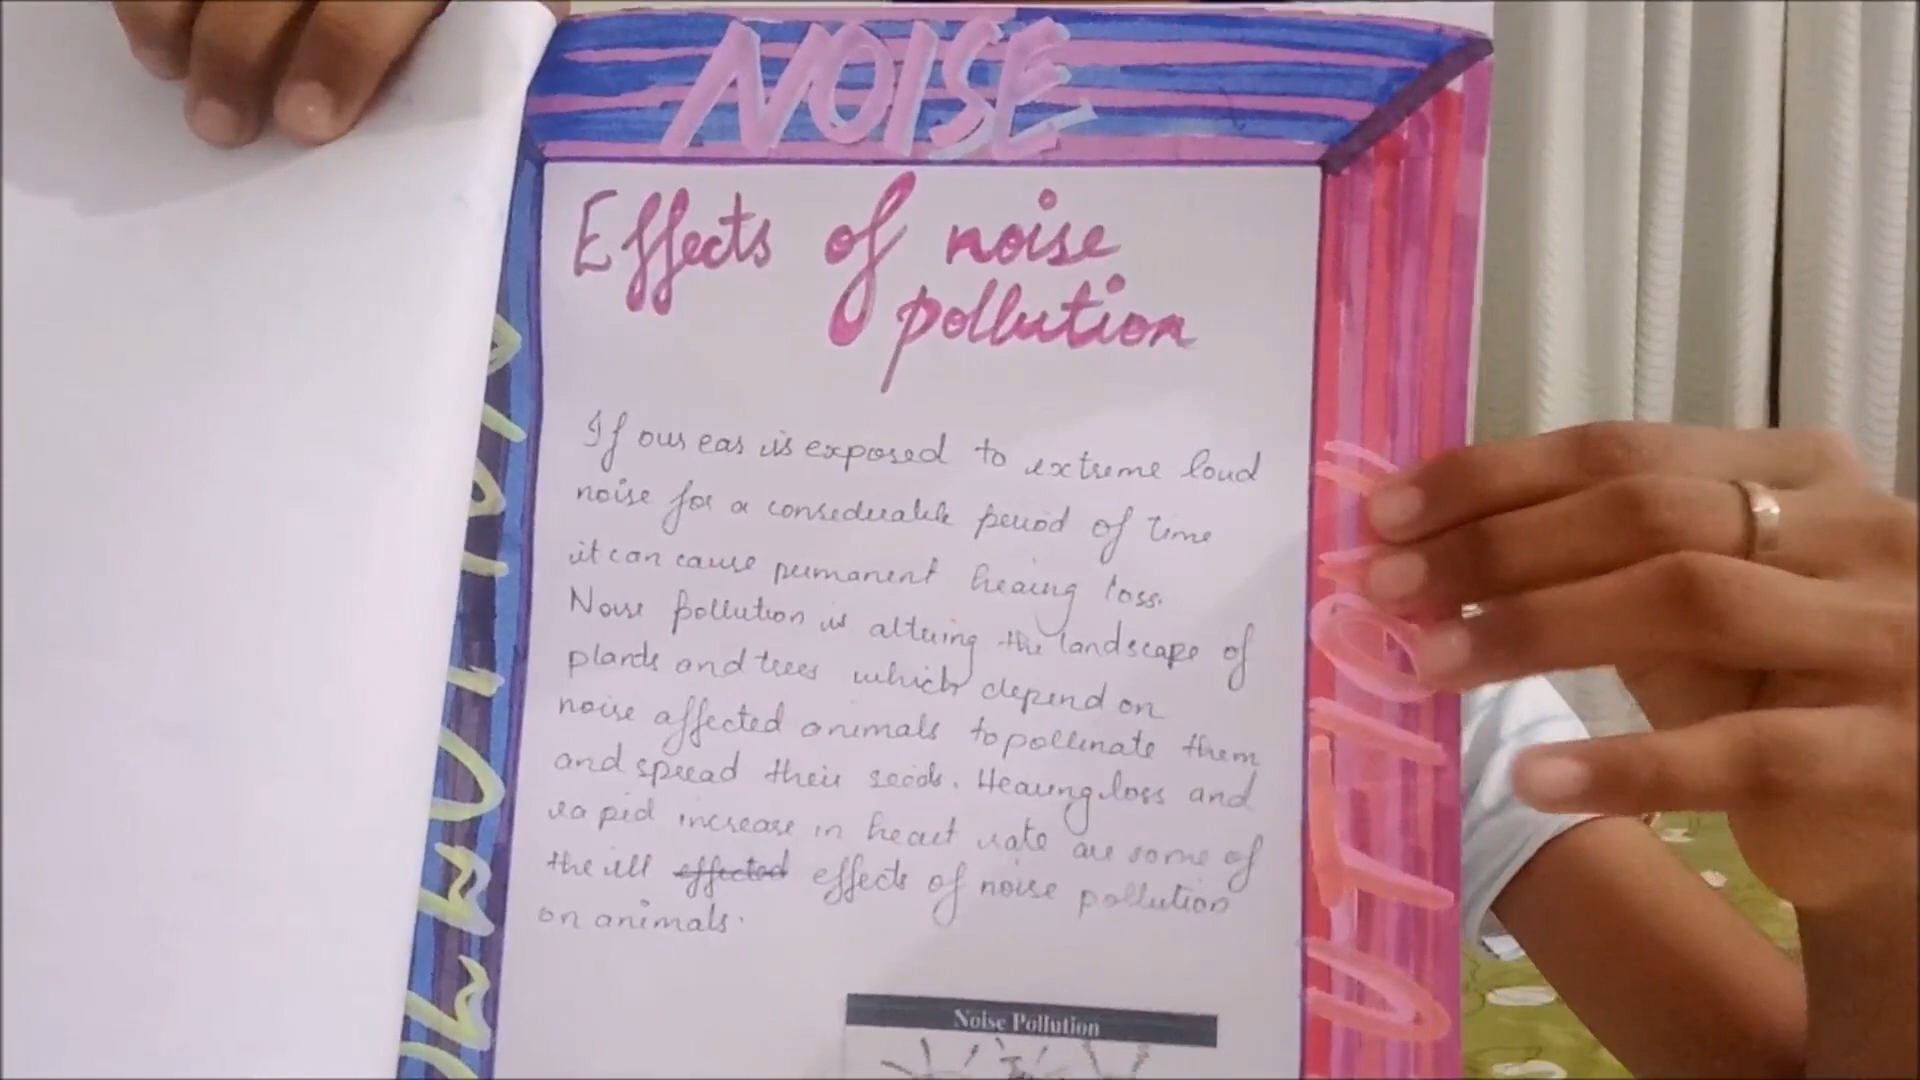 NOISE
Effects of noise
pollution
If our ear is exposed to extreme loud
noise for a considerable period of time
it can cause permanent hearing loss.
Noise pollution is altering the landscape of
plants and trees which depend on
noise affected animals to pollinate them
and spread their seeds. Hearing loss and
rapid increase in heart rate are some of
the ill effected effects of noise pollution
on animals.
Noise Pollution